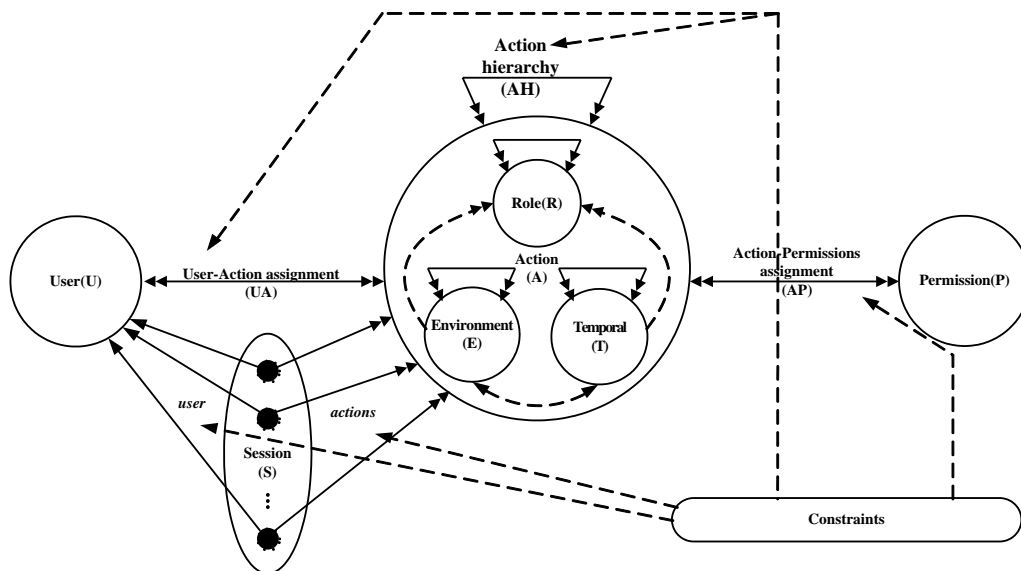 Action
hierarchy
(AH)
Role(R)
User(U)
User-Action assignment
(UA)
Action
(A)
Action-Permissions
assignment
(AP)
Permission(P)
Environment
(E)
Temporal
(T)
user
actions
Session
(S)
Constraints